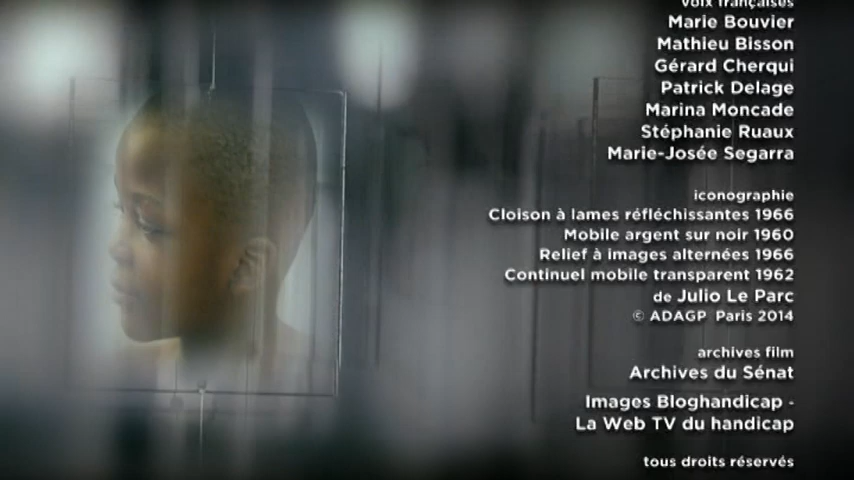 voix françaises
Marie Bouvier
Mathieu Bisson
Gérard Cherqui
Patrick Delage
Marina Moncade
Stéphanie Ruaux
Marie-Josée Segarra
iconographie
Cloison à lames réfléchissantes 1966
Mobile argent sur noir 1960
Relief à images alternées 1966
Continuel mobile transparent 1962
de Julio Le Parc
© ADAGP Paris 2014
archives film
Archives du Sénat
Images Bloghandicap -
La Web TV du handicap
tous droits réservés